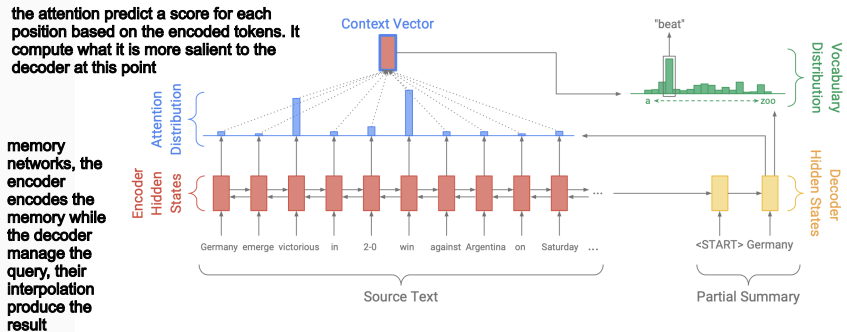 the attention predict a score for each
position based on the encoded tokens. It
compute what it is more salient to the
decoder at this point
Context Vector
"beat"
Vocabulary
Distribution
a
zoo
Attention
Distribution
memory
networks, the
encoder
encodes the
memory while
the decoder
manage the
query, their
interpolation
produce the
result
Encoder
Hidden
States
...
Decoder
Hidden States
Germany emerge victorious in 2-0 win against Argentina on Saturday ...
<START> Germany
Source Text
Partial Summary